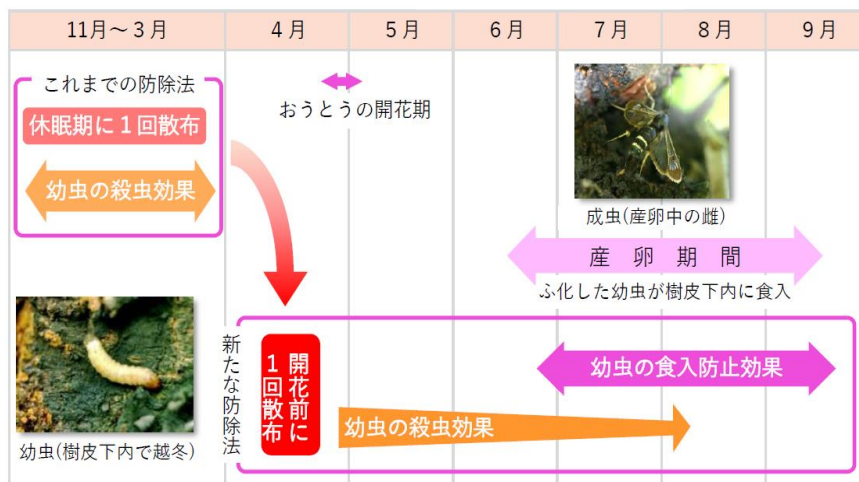 11月～３月
４月
５月
６月
７月
８月
９月
これまでの防除法
休眠期に１回散布
幼虫の殺虫効果
おうとうの開花期
成虫(産卵中の雌)
産卵期間
ふ化した幼虫が樹皮下内に食入
幼虫(樹皮下内で越冬)
新たな防除法
開花前に
１回散布
幼虫の食入防止効果
幼虫の殺虫効果